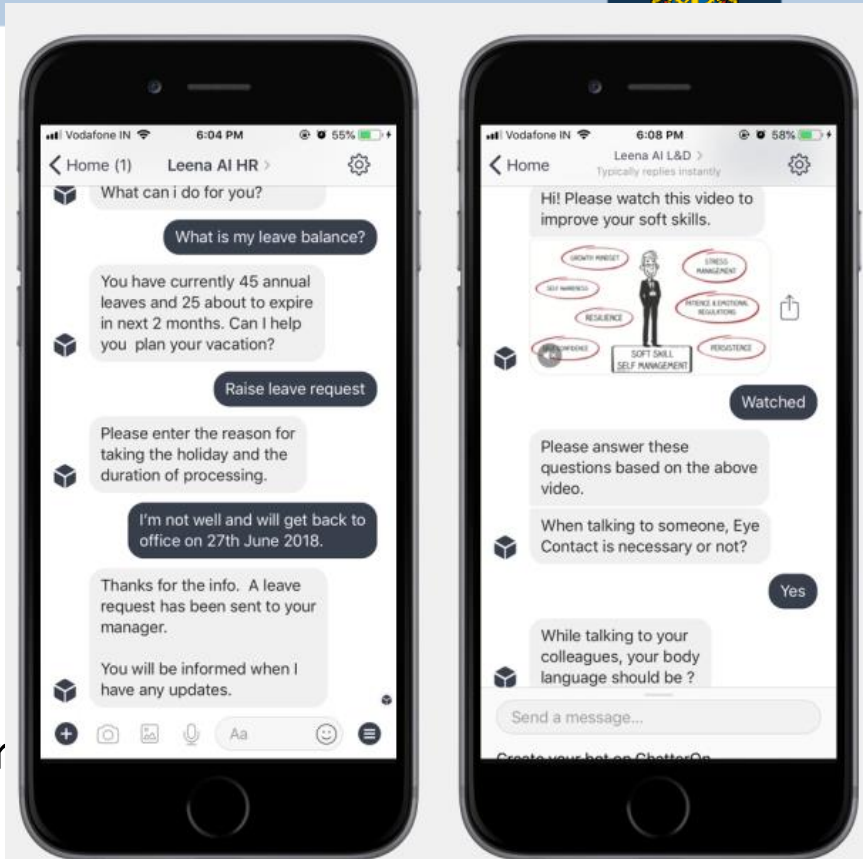 Vodafone IN 6:04 PM 55%
Home (1) Leena AI HR >
What can i do for you?
What is my leave balance?
You have currently 45 annual
leaves and 25 about to expire
in next 2 months. Can I help
you plan your vacation?
Raise leave request
Please enter the reason for
taking the holiday and the
duration of processing.
I'm not well and will get back to
office on 27th June 2018.
Thanks for the info. A leave
request has been sent to your
manager.
You will be informed when I
have any updates.
Aa
Vodafone IN 6:08 PM 58%
Home Leena AI L&D >
Typically replies instantly
Hi! Please watch this video to
improve your soft skills.
GROWTH MINDSET
STRESS
MANAGEMENT
SELF AWARENESS
PATIENCE & EMOTIONAL
REGULATIONS
RESILIENCE
PERSISTENCE
SOFT SKILL
SELF MANAGEMENT
Watched
Please answer these
questions based on the above
video.
When talking to someone, Eye
Contact is necessary or not?
Yes
While talking to your
colleagues, your body
language should be ?
Send a message...
Create your bot on ChatterOn